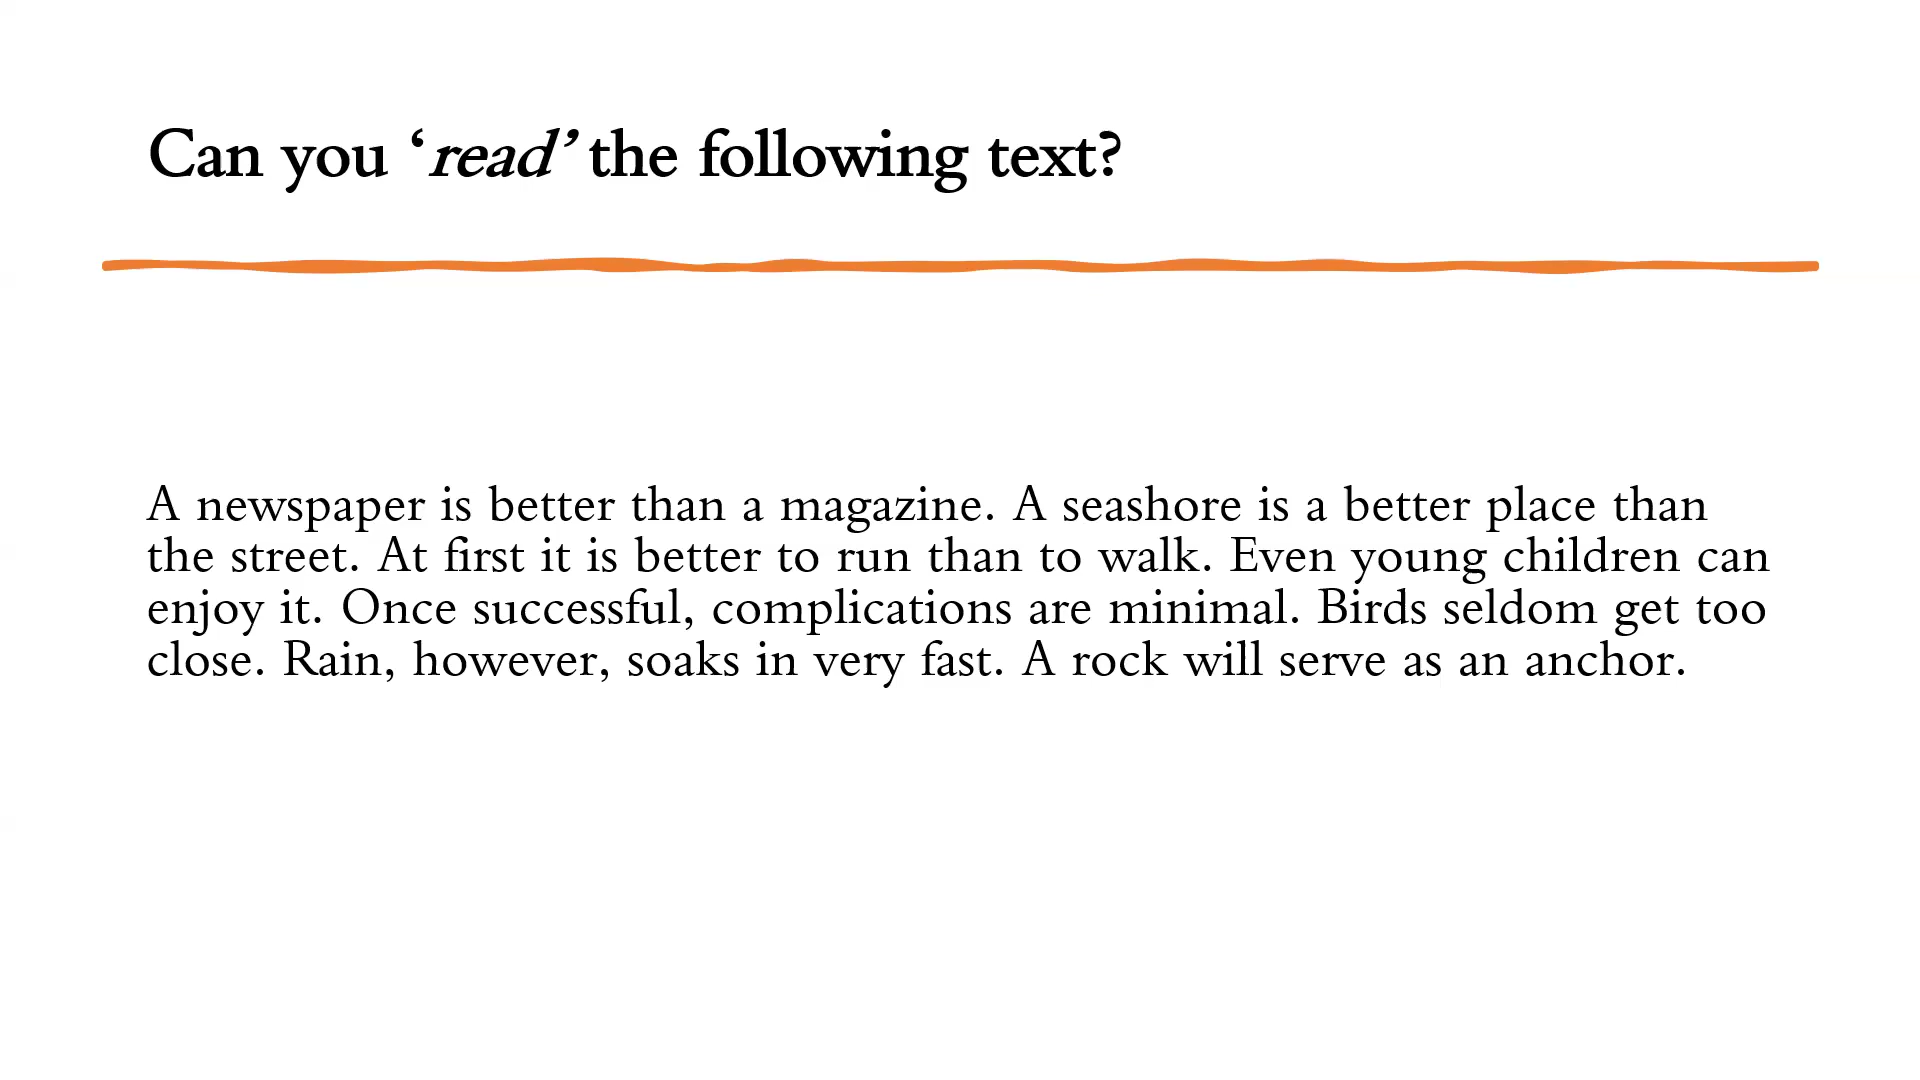 Can you ‘read’ the following text?
A newspaper is better than a magazine. A seashore is a better place than
the street. At first it is better to run than to walk. Even young children can
enjoy it. Once successful, complications are minimal. Birds seldom get too
close. Rain, however, soaks in very fast. A rock will serve as an anchor.